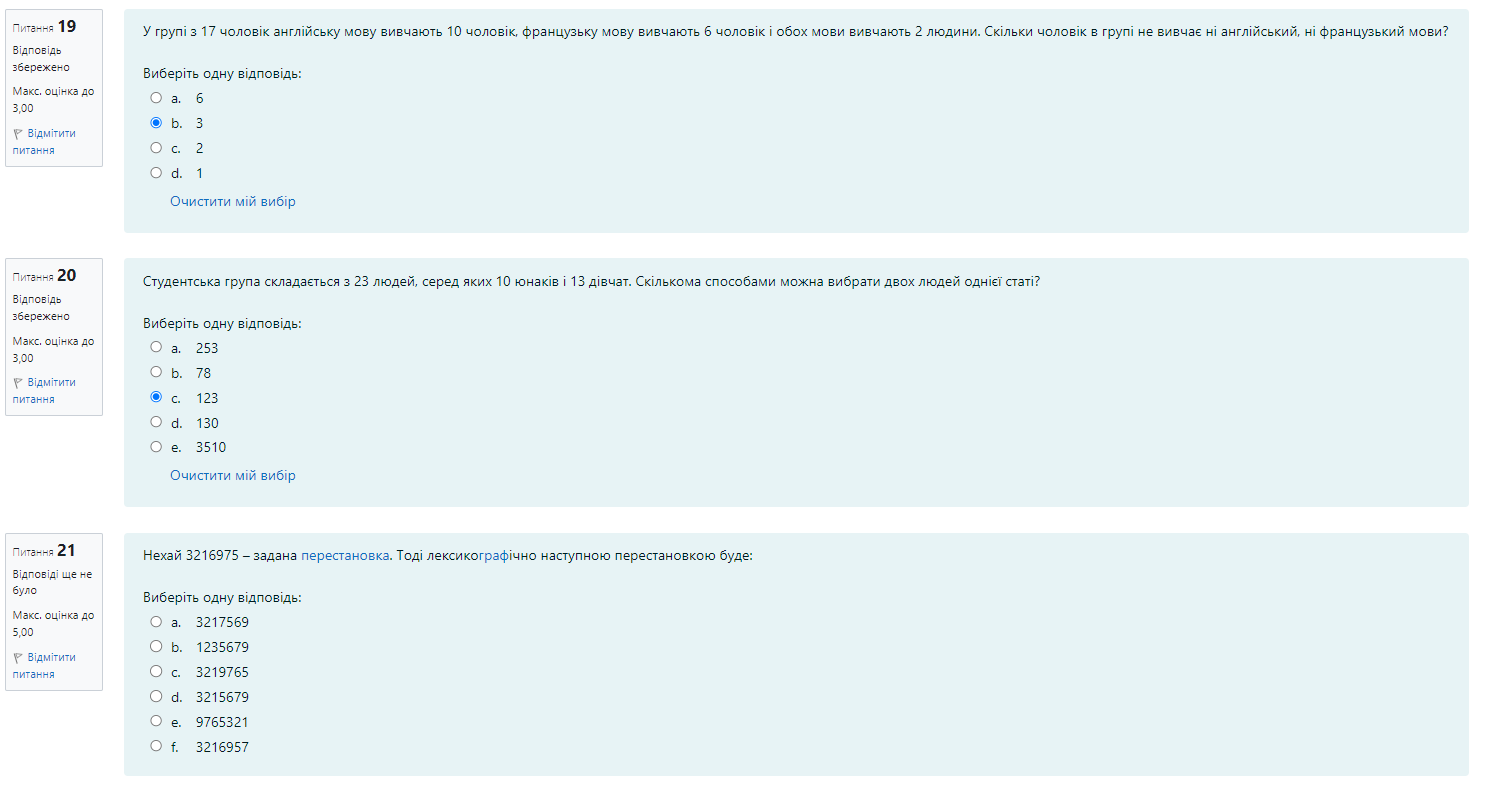 Питання 19
Відповідь
збережено
Макс. оцінка до
3,00
Відмітити
питання
У групі з 17 чоловік англійську мову вивчають 10 чоловік, французьку мову вивчають 6 чоловік і обох мови вивчають 2 людини. Скільки чоловік в групі не вивчає ні англійський, ні французький мови?
Виберіть одну відповідь:
a. 6
b. 3
c. 2
d. 1
Очистити мій вибір
Питання 20
Відповідь
збережено
Макс. оцінка до
3,00
Відмітити
питання
Студентська група складається з 23 людей, серед яких 10 юнаків і 13 дівчат. Скількома способами можна вибрати двох людей однієї статі?
Виберіть одну відповідь:
a. 253
b. 78
c. 123
d. 130
e. 3510
Очистити мій вибір
Питання 21
Відповіді ще не
було
Макс. оцінка до
5,00
Відмітити
питання
Нехай 3216975 – задана перестановка. Тоді лексикографічно наступною перестановкою буде:
Виберіть одну відповідь:
a. 3217569
b. 1235679
c. 3219765
d. 3215679
e. 9765321
f. 3216957